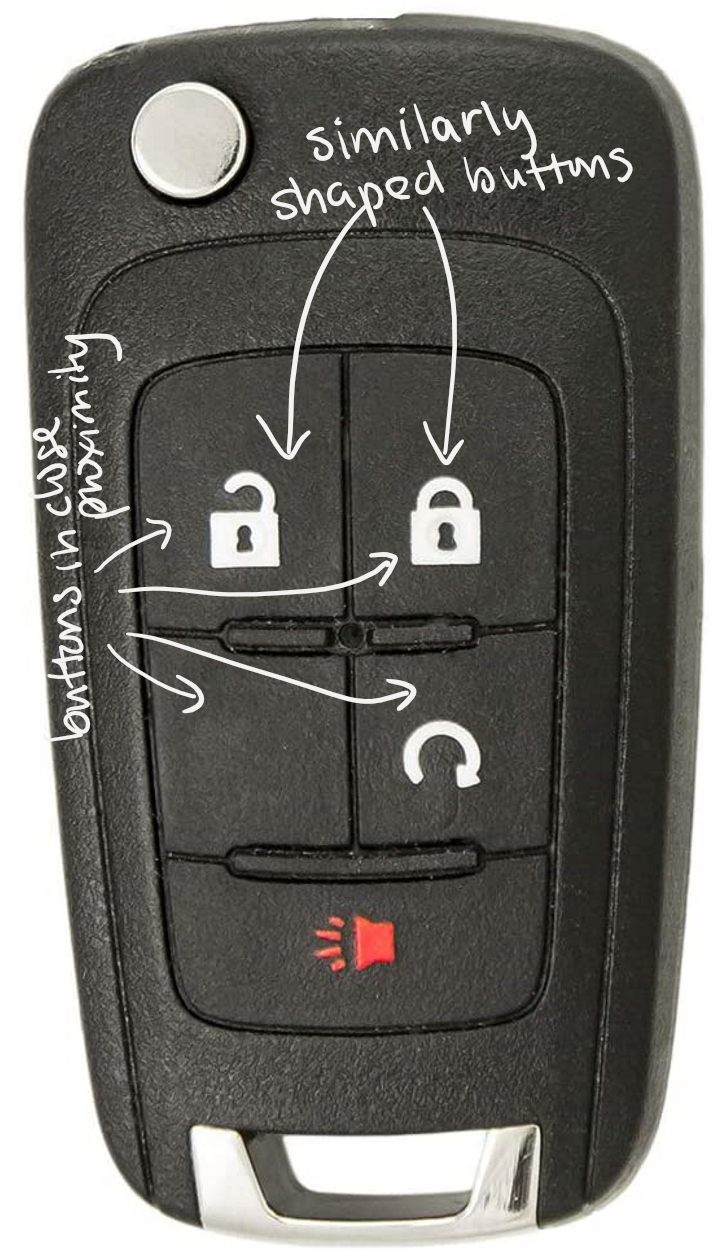 similarly
shaped buttons
buttons in close
proximity